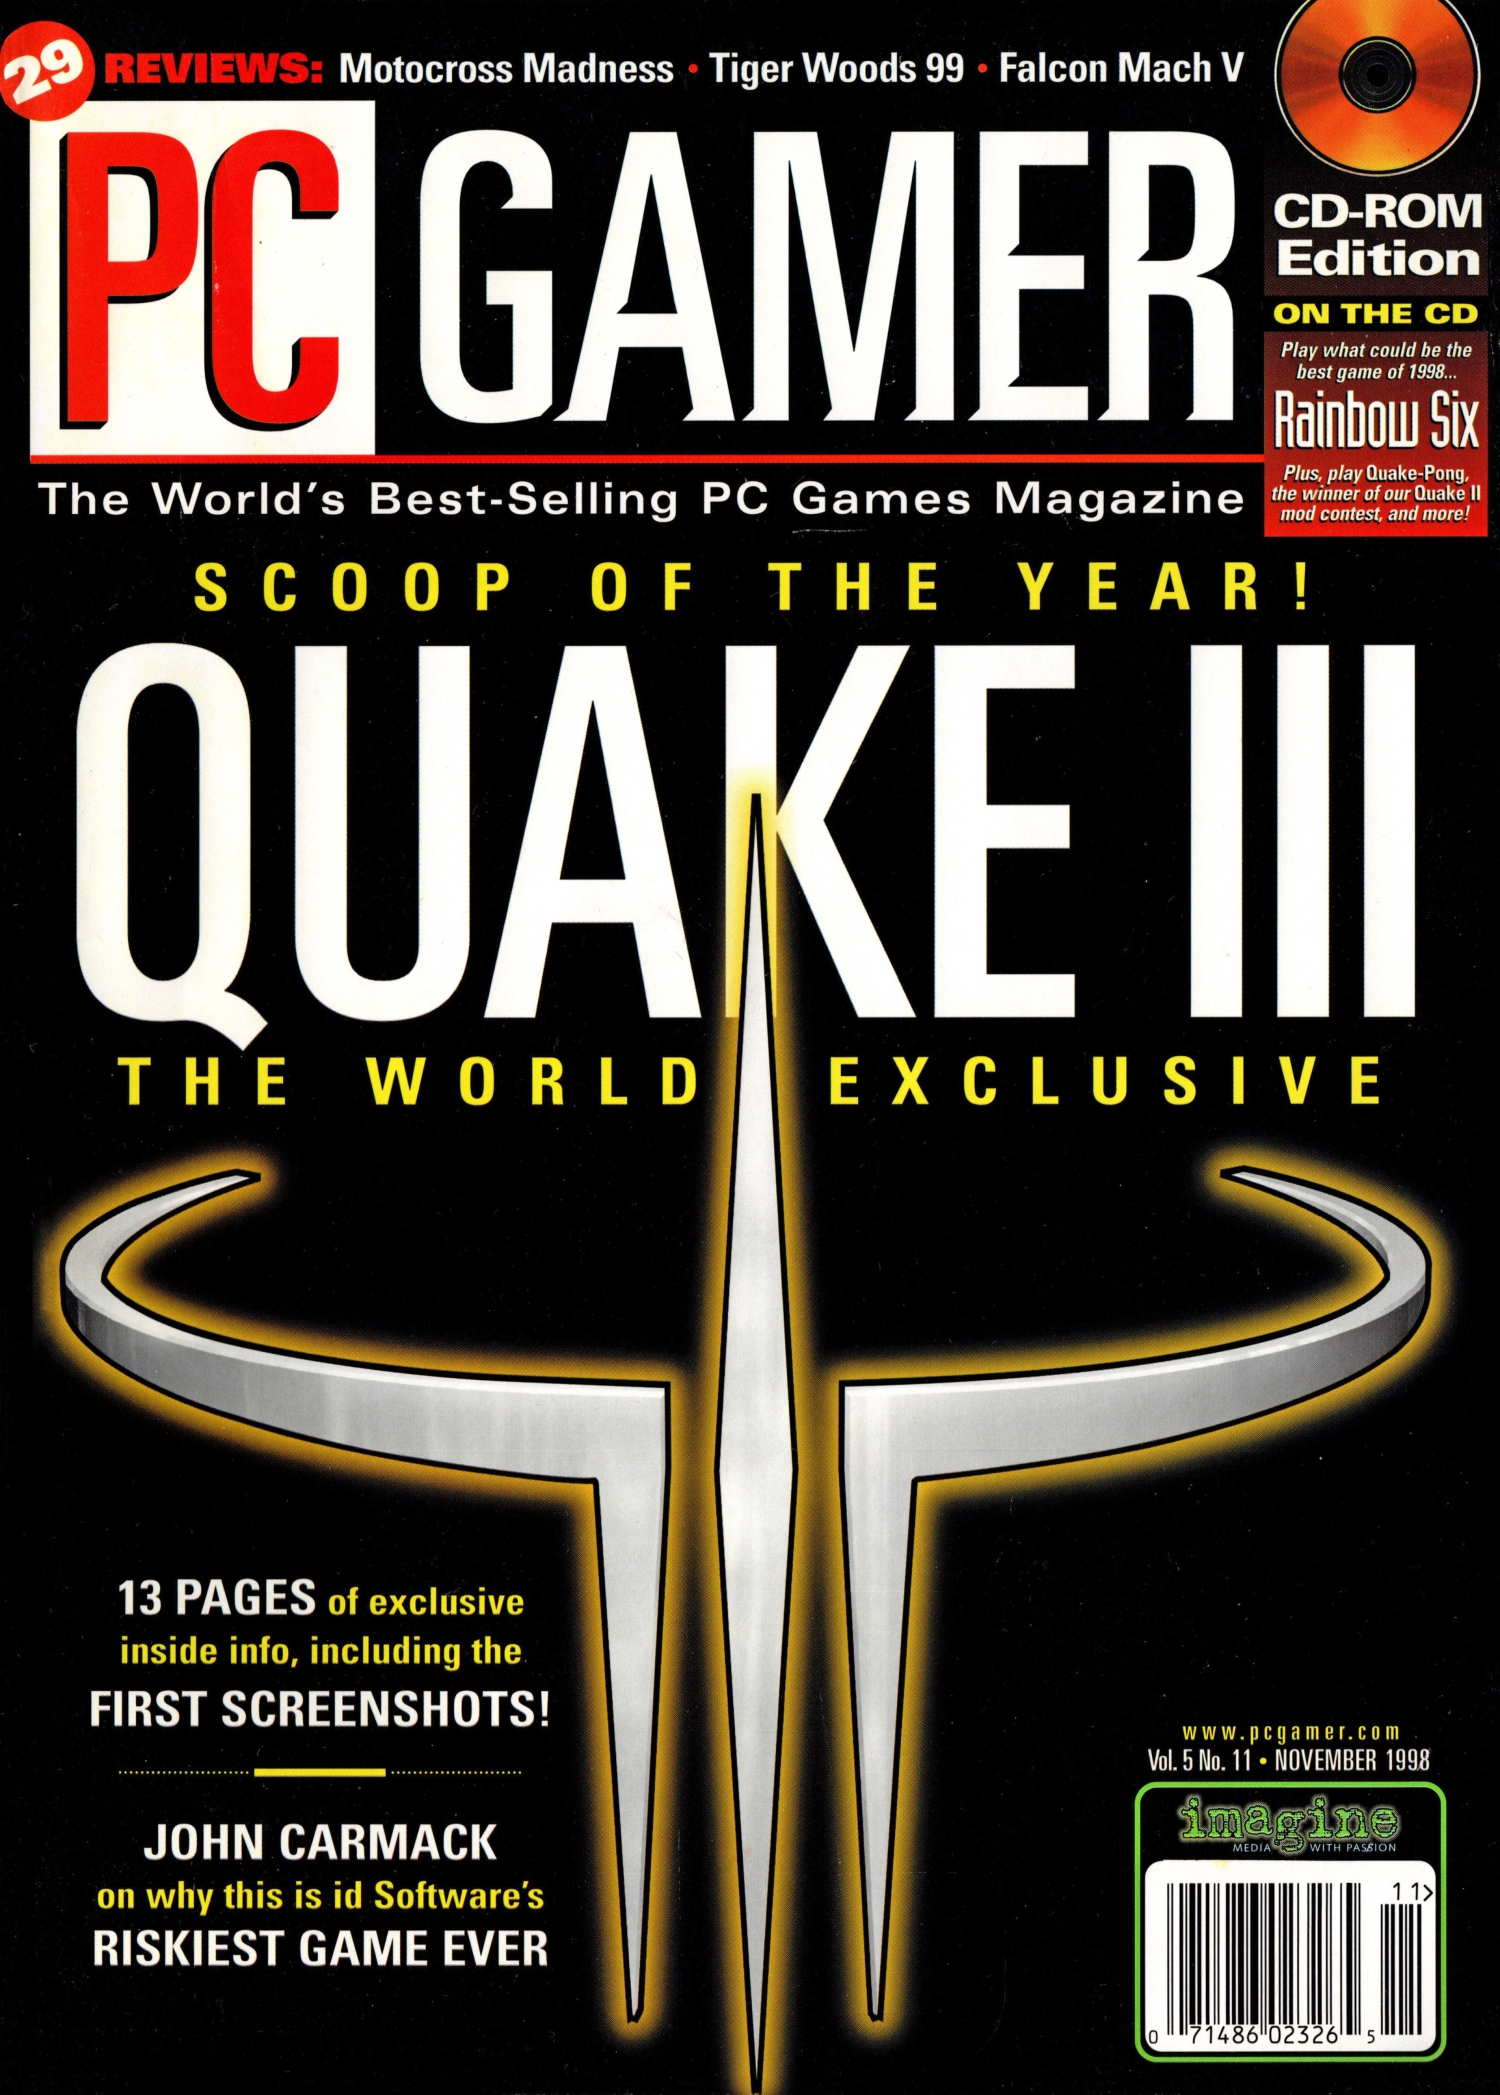 29 REVIEWS: Motocross Madness • Tiger Woods 99 • Falcon Mach V
PC GAMER
The World's Best-Selling PC Games Magazine
CD-ROM
Edition
ON THE CD
Play what could be the
best game of 1998...
Rainbow Six
Plus, play Quake-Pong,
the winner of our Quake II
mod contest, and more!
SCOOP OF THE YEAR!
QUAKE III
THE WORLD EXCLUSIVE
13 PAGES of exclusive
inside info, including the
FIRST SCREENSHOTS!
JOHN CARMACK
on why this is id Software's
RISKIEST GAME EVER
www.pcgamer.com
Vol. 5 No. 11 • NOVEMBER 1998
imagine
MEDIA WITH PASSION
11>
0 71486 02326 5